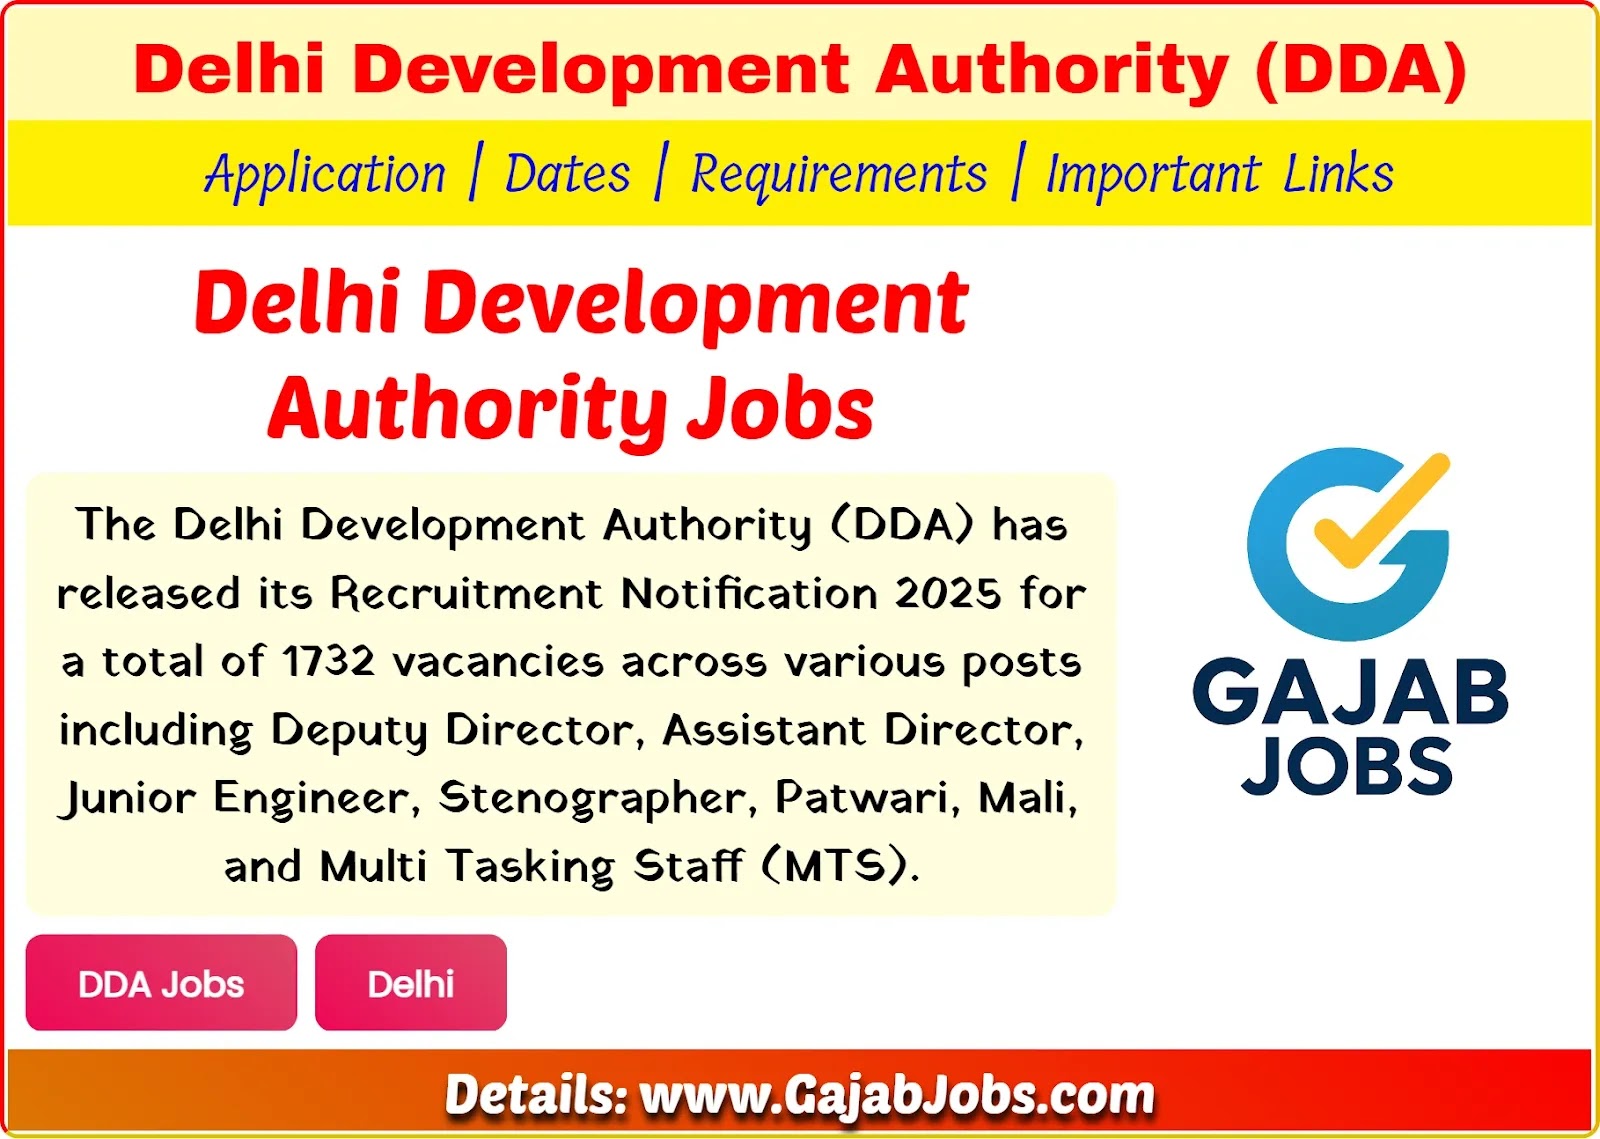 Delhi Development Authority (DDA)
Application | Dates | Requirements | Important Links
Delhi Development
Authority Jobs
The Delhi Development Authority (DDA) has
released its Recruitment Notification 2025 for
a total of 1732 vacancies across various posts
including Deputy Director, Assistant Director,
Junior Engineer, Stenographer, Patwari, Mali,
and Multi Tasking Staff (MTS).
GAJAB
JOBS
DDA Jobs
Delhi
Details: www.GajabJobs.com